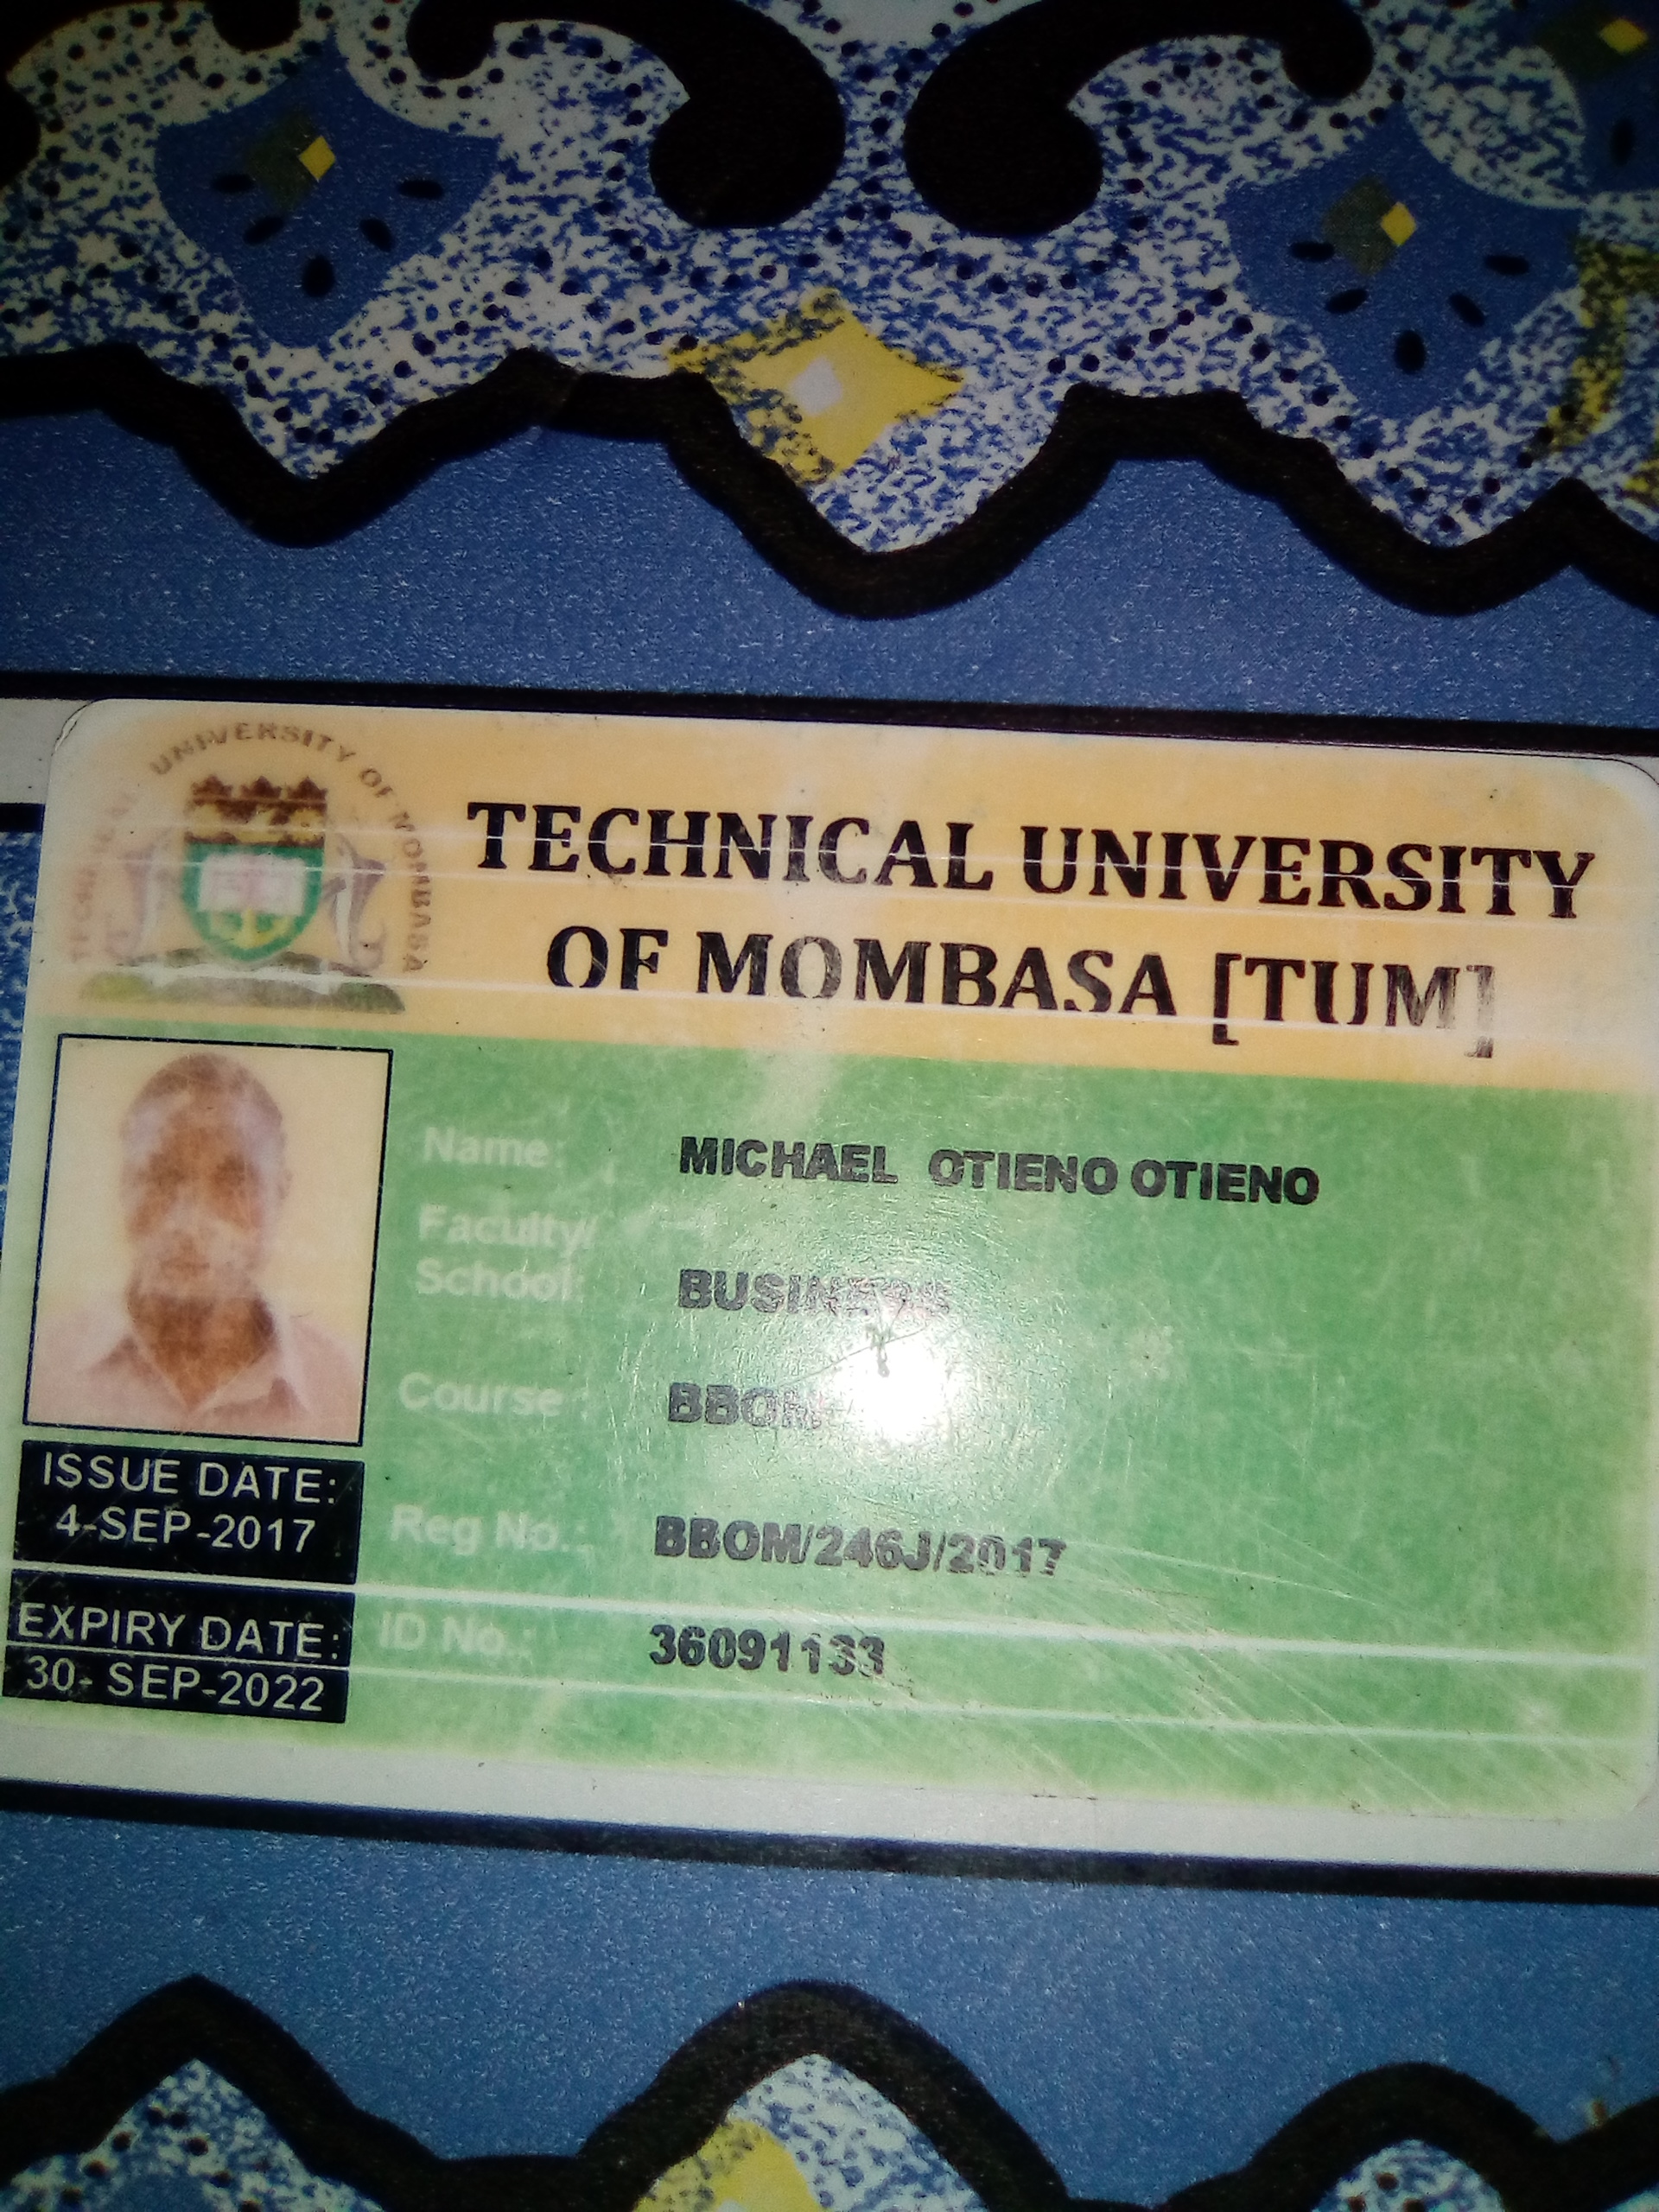 TECHNICAL UNIVERSITY OF MOMBASA
TECHNICAL UNIVERSITY
OF MOMBASA [TUM]
Name: MICHAEL OTIENO OTIENO
Faculty/
School: BUSINESS
Course : BBOM
Reg No.: BBOM/246J/2017
ID No.: 36091133
ISSUE DATE:
4-SEP-2017
EXPIRY DATE:
30- SEP-2022